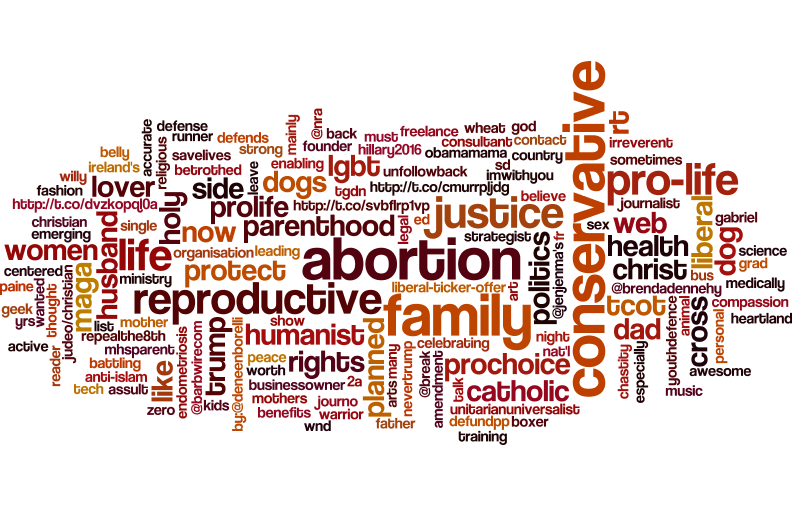 conservative
abortion
family
reproductive
justice
pro-life
life
parenthood
women
rights
prochoice
catholic
humanist
planned
husband
holy
side
now
prolife
protect
dogs
lgbt
lover
maga
trump
like
politics
health
christ
web
liberal
dog
tcot
dad
cross
rt
belly
accurate
defense
runner
mainly
@nra
back
must
freelance
wheat
god
irreverent
ireland's
religious
savelives
defends
strong
founder
hillary2016
consultant
contact
sometimes
willy
betrothed
enabling
unfollowback
obamamama
country
fashion
leave
sd
imwithyou
journalist
http://t.co/dvzkopqlj0a
tgdn
http://t.co/cmurrpljdg
believe
http://t.co/svbflrp1vp
christian
single
legal
ed
sex
gabriel
emerging
strategist
fr
organisation
leading
science
centered
ministry
liberal-ticker-offer
art
@jenjenma's
bus
grad
paine
judeo/christian
@brendadennehy
medically
geek
wanted
list
mother
compassion
yrs
thought
repealthe8th
show
celebrating
night
youthdefence
animal
personal
heartland
active
reader
mhsparent
endometriosis
@barbwirecom
by:@deneenborelli
peace
many
nat'l
chastity
especially
battling
worth
arts
nevertrump
@break
amendment
talk
awesome
anti-islam
businessowner
2a
music
tech
assult
mothers
journo
zero
@kids
benefits
warrior
unitarianuniversalist
wnd
father
defundpp
boxer
training